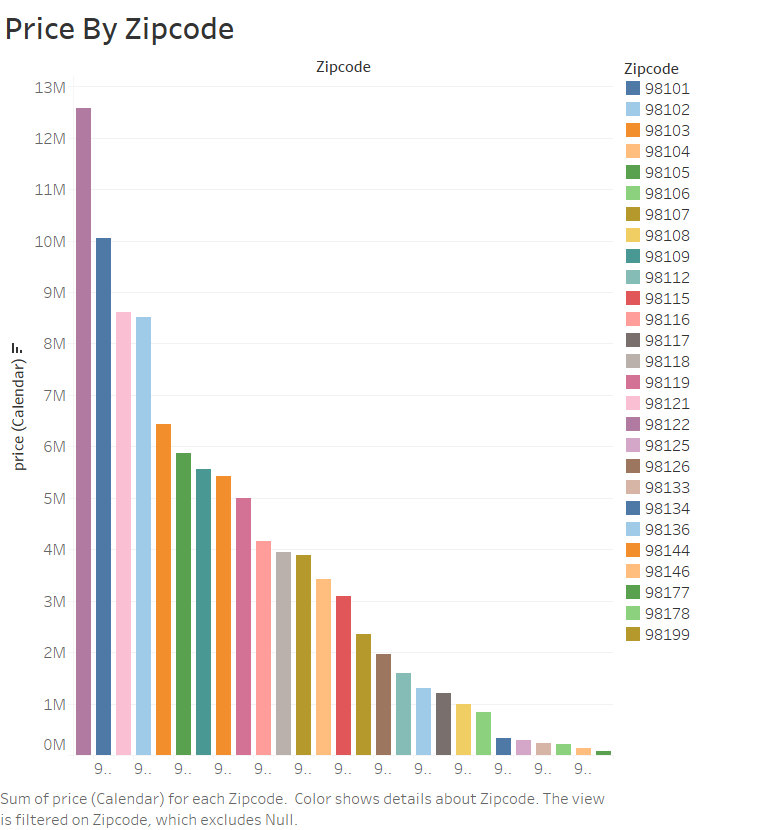 Price By Zipcode
Zipcode
13M
12M
11M
10M
9M
8M
7M
6M
5M
4M
3M
2M
1M
0M
price (Calendar)
9.. 9.. 9.. 9.. 9.. 9.. 9.. 9.. 9.. 9.. 9.. 9.. 9..
Zipcode
98101
98102
98103
98104
98105
98106
98107
98108
98109
98112
98115
98116
98117
98118
98119
98121
98122
98125
98126
98133
98134
98136
98144
98146
98177
98178
98199
Sum of price (Calendar) for each Zipcode. Color shows details about Zipcode. The view
is filtered on Zipcode, which excludes Null.